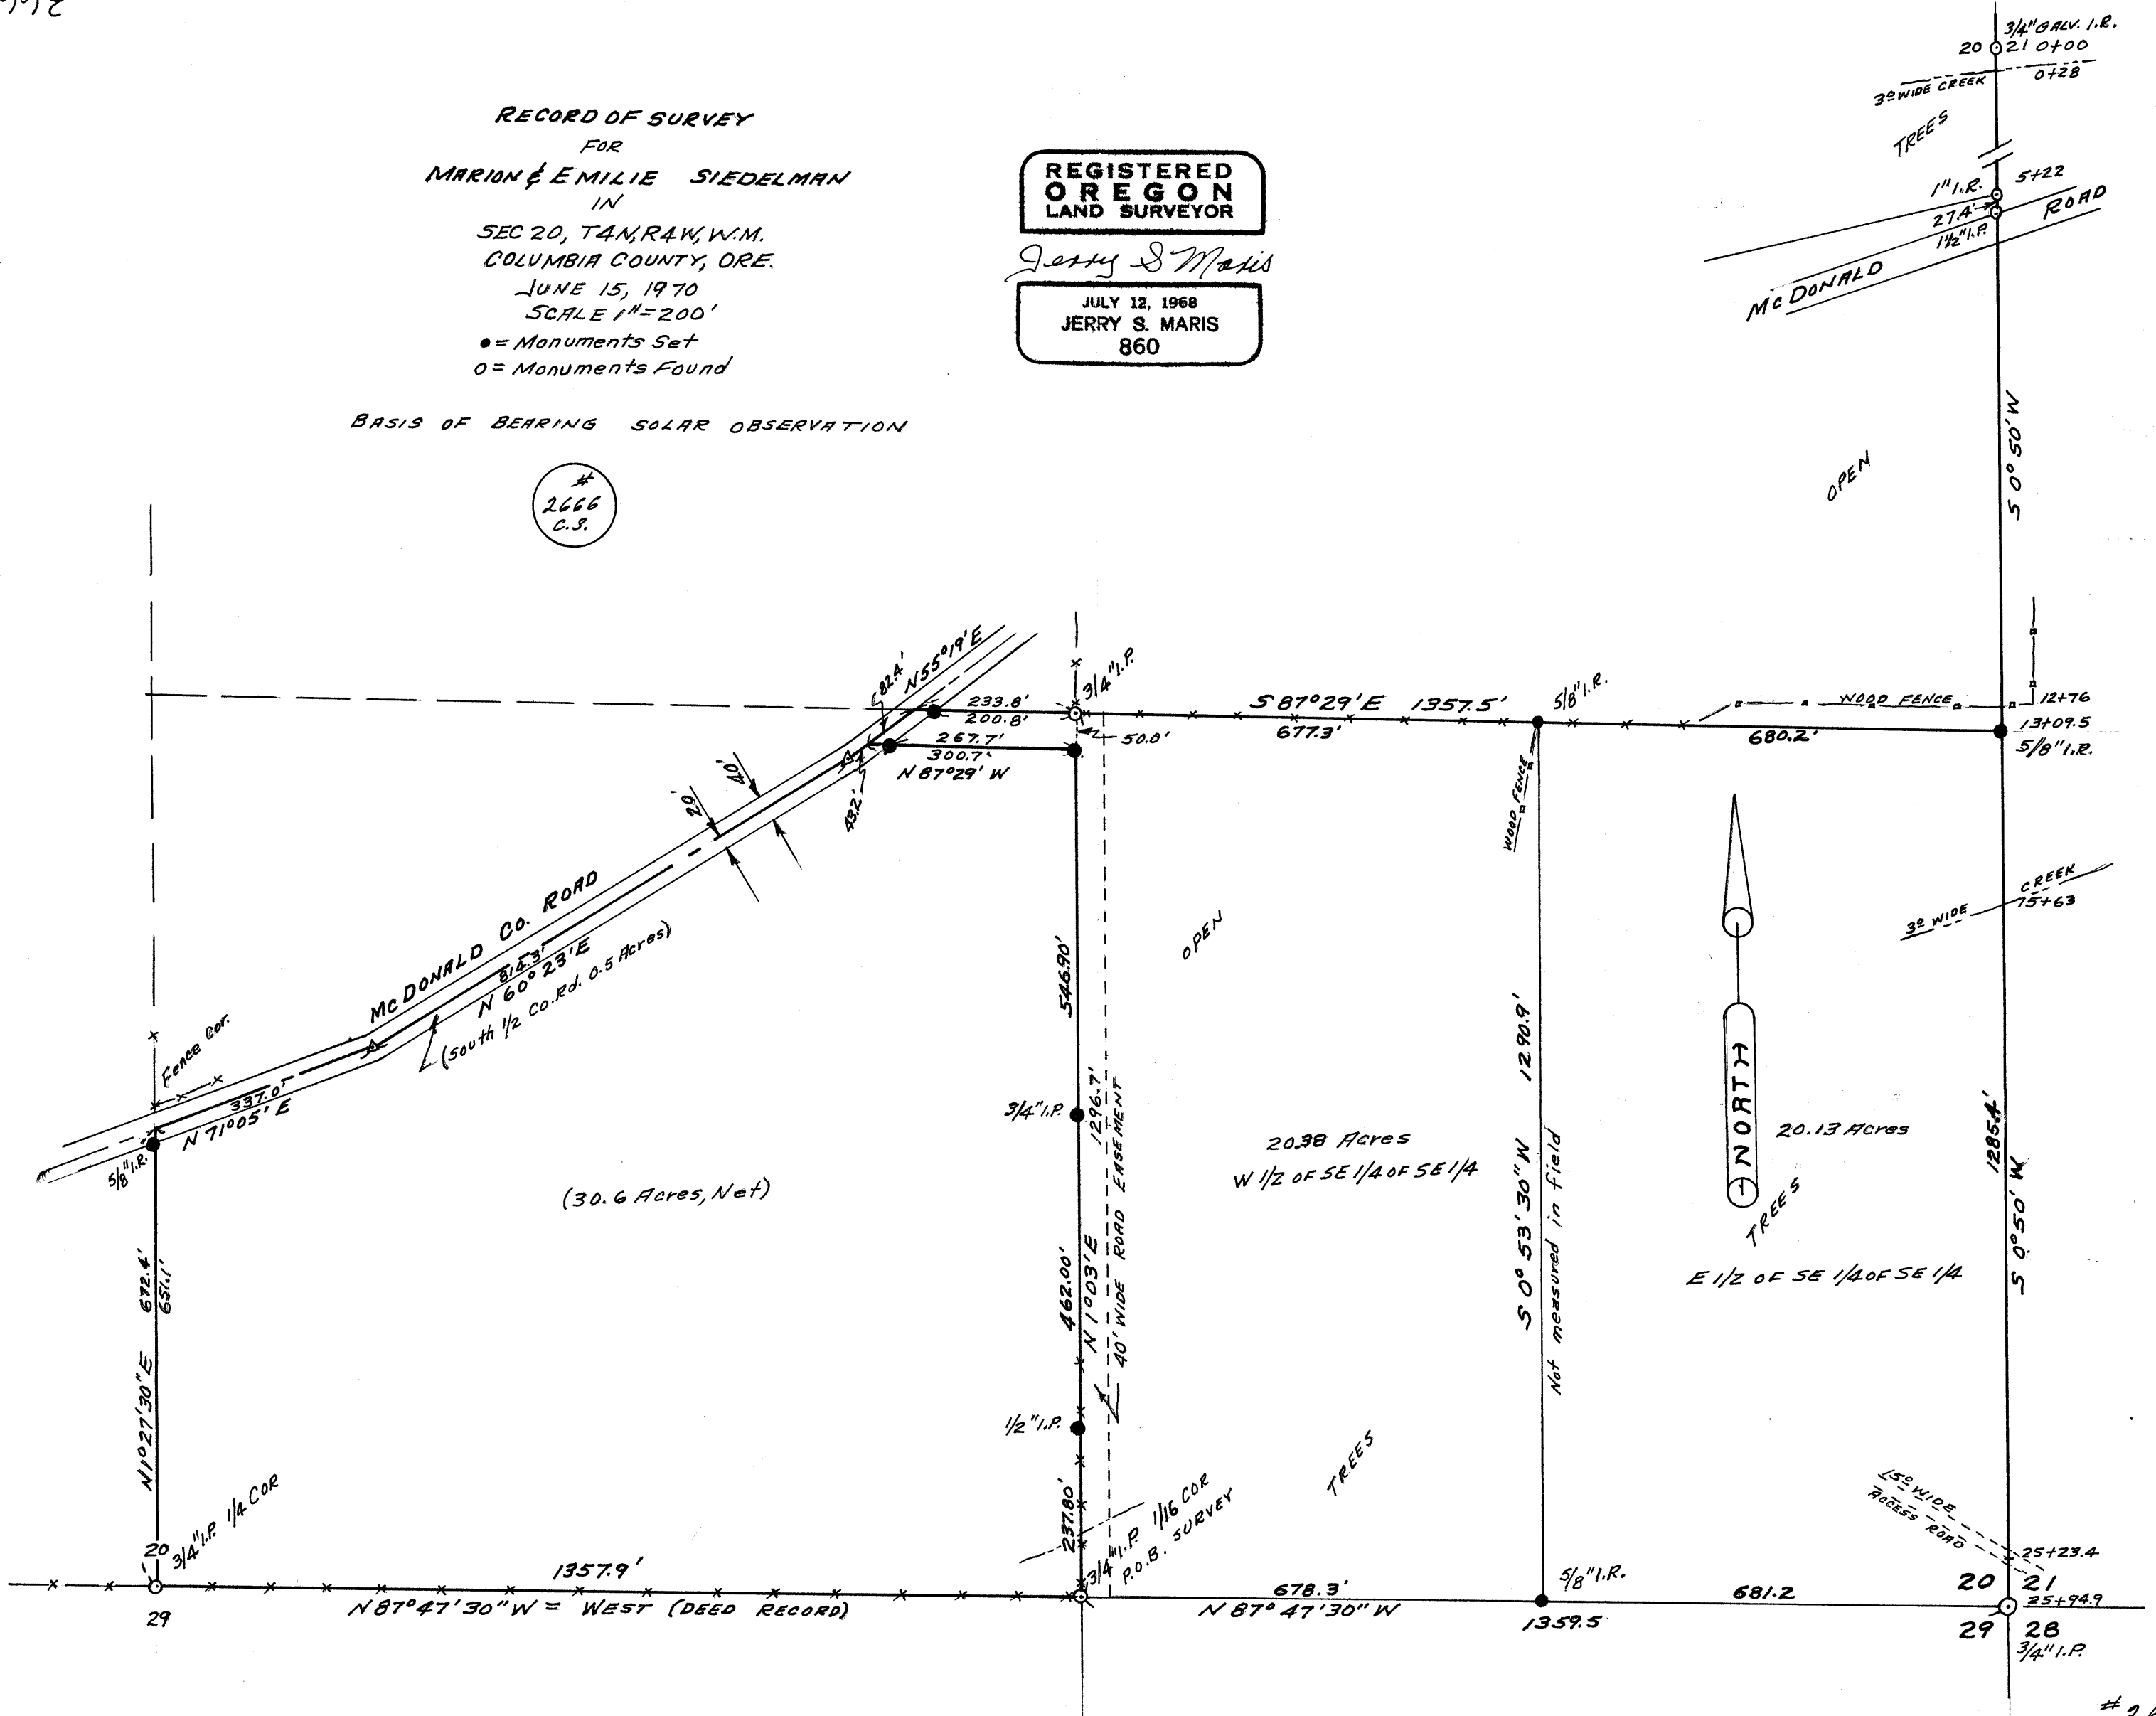 RECORD OF SURVEY
FOR
MARION & EMILIE SIEDELMAN
IN
SEC 20, T4N, R4W, W.M.
COLUMBIA COUNTY, ORE.
JUNE 15, 1970
SCALE 1"=200'
● = Monuments Set
O = Monuments Found
BASIS OF BEARING SOLAR OBSERVATION
#
2666
C.S.
REGISTERED
OREGON
LAND SURVEYOR
Jerry S Maris
JULY 12, 1968
JERRY S. MARIS
860
3/4" GALV. I.R.
20 21 0+00
0+28
3º WIDE CREEK
TREES
1" I.R. 5+22
27.4'
1½" I.P.
McDONALD ROAD
S 0° 50' W
OPEN
N 55°19' E
82.4'
3/4" I.P.
233.8'
200.8'
267.7'
300.7'
N 87°29' W
50.0'
43.2'
S 87°29' E 1357.5'
677.3'
5/8" I.R.
WOOD FENCE
12+76
13+09.5
5/8" I.R.
680.2'
WOOD FENCE
20'
40'
McDONALD CO. ROAD
814.3'
N 60° 23' E
(South 1/2 Co. Rd. 0.5 Acres)
Fence Cor.
337.0'
N 71°05' E
5/8" I.R.
OPEN
CREEK
3º WIDE
15+63
546.90'
3/4" I.P.
1296.7'
N 1°03' E
40' WIDE ROAD EASEMENT
462.00'
1/2" I.P.
237.80'
(30.6 Acres, Net)
672.4'
651.1'
N 1°27'30" E
20.38 Acres
W 1/2 OF SE 1/4 OF SE 1/4
S 0° 53' 30" W 1290.9'
Not measured in field
NORTH
20.13 Acres
TREES
E 1/2 OF SE 1/4 OF SE 1/4
1285.4'
S 0° 50' W
TREES
15º WIDE
ACCESS ROAD
25+23.4
20 21
25+94.9
29 28
3/4" I.P.
20
3/4" I.P. 1/4 COR
29
1357.9'
N 87° 47' 30" W = WEST (DEED RECORD)
3/4" I.P. 1/16 COR
P.O.B. SURVEY
678.3'
N 87° 47' 30" W
5/8" I.R.
1359.5
681.2